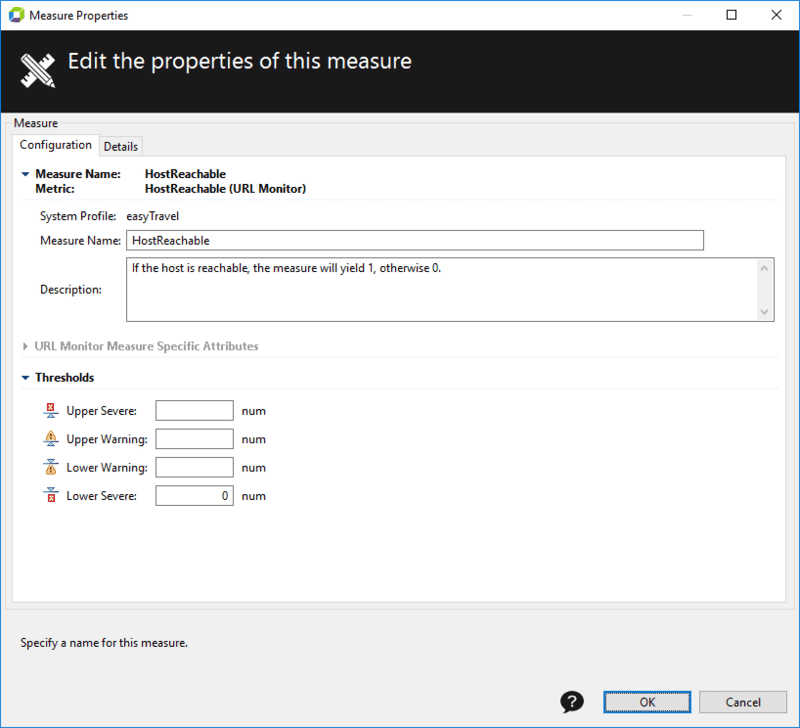 Measure Properties
Edit the properties of this measure
Measure
Configuration Details
Measure Name: HostReachable
Metric: HostReachable (URL Monitor)
System Profile: easyTravel
Measure Name: HostReachable
Description: If the host is reachable, the measure will yield 1, otherwise 0.
URL Monitor Measure Specific Attributes
Thresholds
Upper Severe: num
Upper Warning: num
Lower Warning: num
Lower Severe: 0 num
Specify a name for this measure.
? OK Cancel